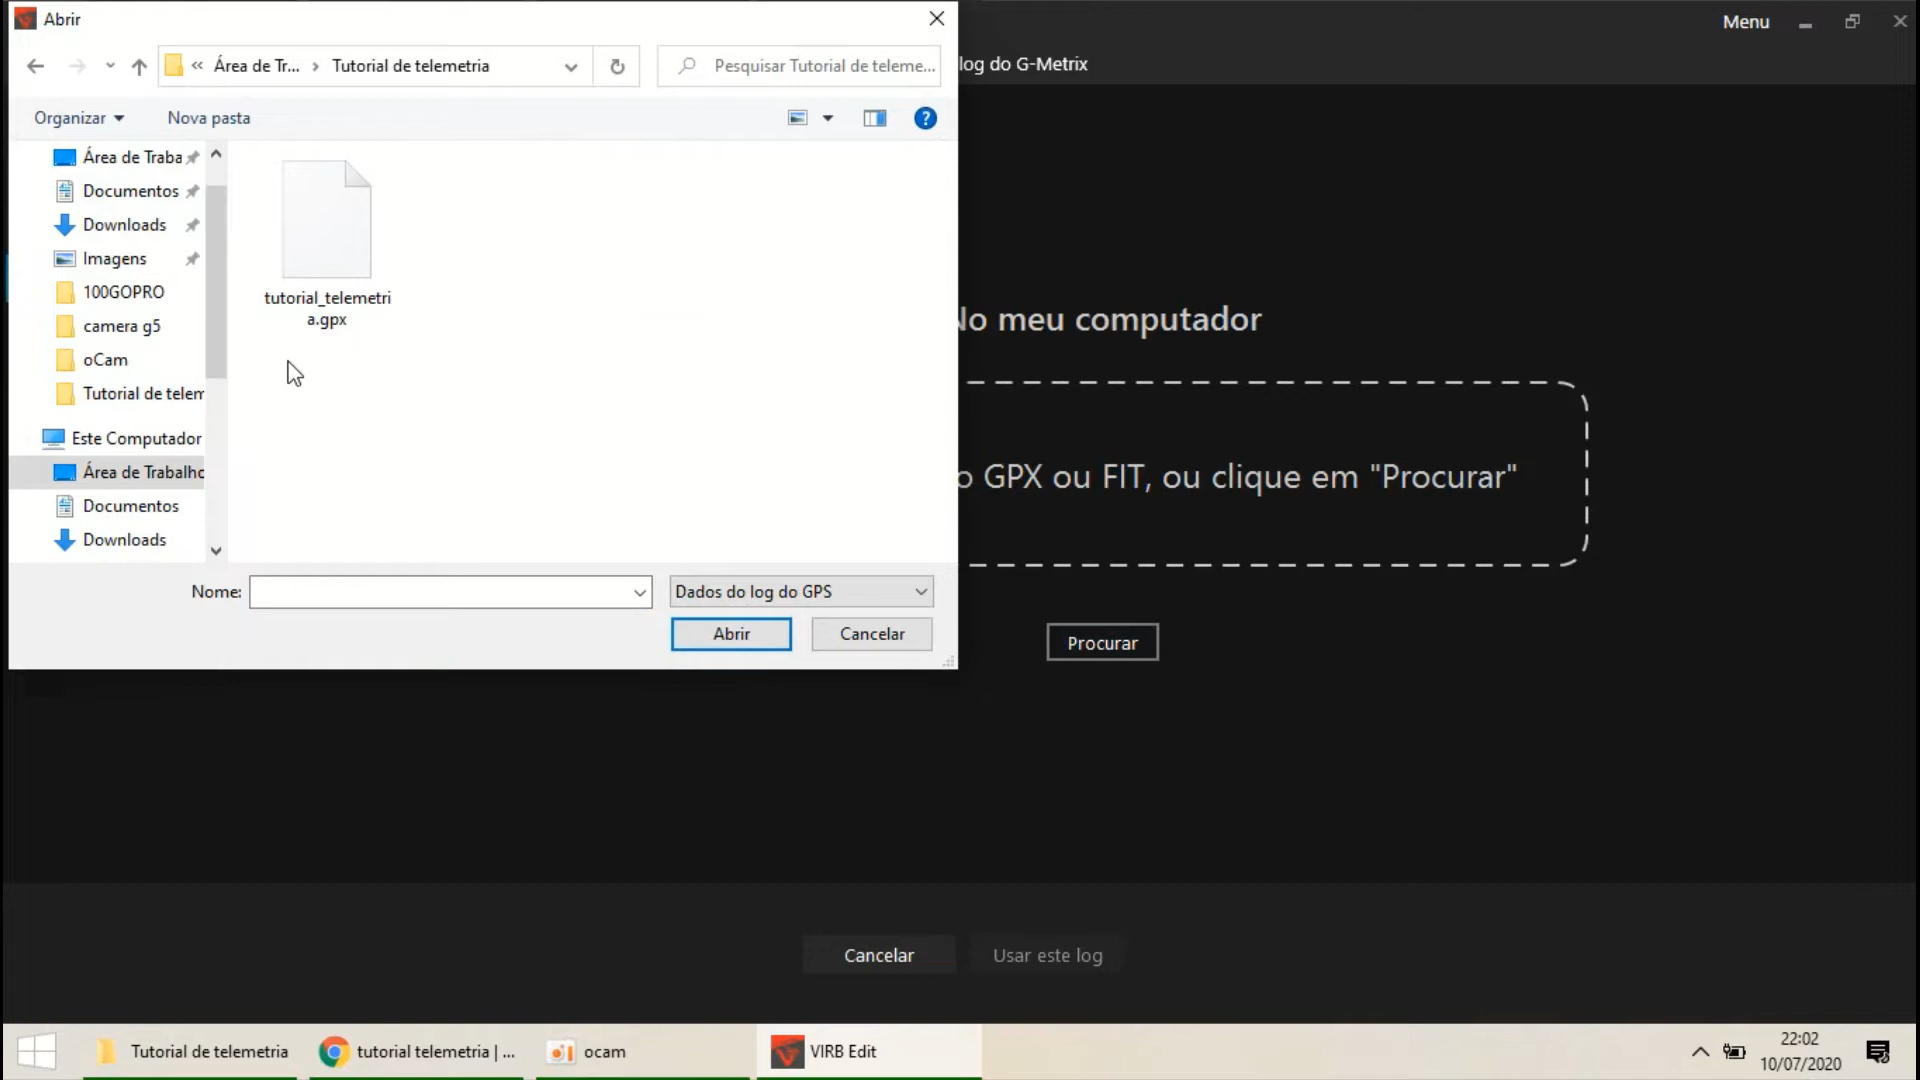 Abrir
Menu
Área de Tr... › Tutorial de telemetria
Pesquisar Tutorial de teleme...
log do G-Metrix
Organizar
Nova pasta
Área de Traba
Documentos
Downloads
Imagens
100GOPRO
camera g5
oCam
Tutorial de telem
Este Computador
Área de Trabalho
Documentos
Downloads
tutorial_telemetri
a.gpx
No meu computador
o GPX ou FIT, ou clique em "Procurar"
Nome:
Dados do log do GPS
Abrir
Cancelar
Procurar
Cancelar
Usar este log
Tutorial de telemetria
tutorial telemetria | ...
ocam
VIRB Edit
22:02
10/07/2020